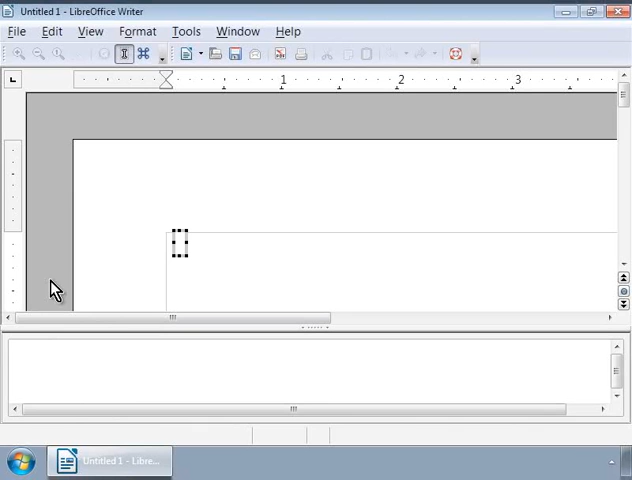 Untitled 1 - LibreOffice Writer
File Edit View Format Tools Window Help
1 2 3
Untitled 1 - Libre...